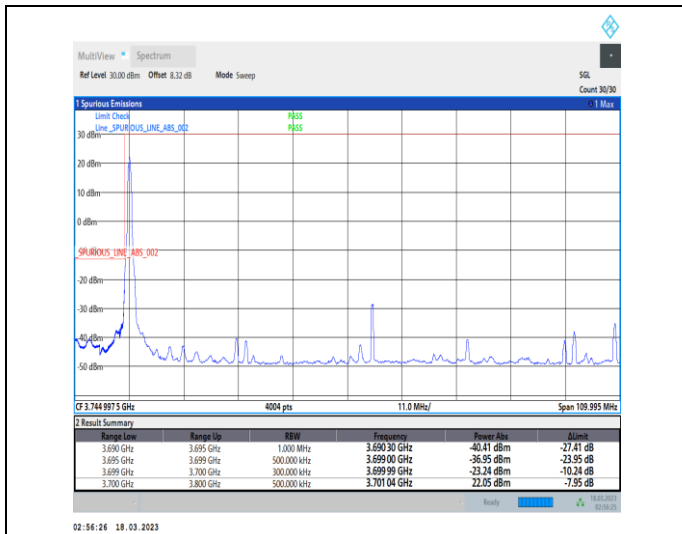 MultiView Spectrum
Ref Level 30.00 dBm Offset 8.32 dB Mode Sweep SGL
Count 30/30
1 Spurious Emissions 1 Max
Limit Check PASS
Line _SPURIOUS_LINE_ABS_002 PASS
30 dBm
20 dBm
10 dBm
0 dBm
_SPURIOUS_LINE_ABS_002
-20 dBm
-30 dBm
-40 dBm
-50 dBm
CF 3.744 997 5 GHz 4004 pts 11.0 MHz/ Span 109.995 MHz
2 Result Summary
Range Low Range Up RBW Frequency Power Abs ΔLimit
3.690 GHz 3.695 GHz 1.000 MHz 3.690 30 GHz -40.41 dBm -27.41 dB
3.695 GHz 3.699 GHz 500.000 kHz 3.699 00 GHz -36.95 dBm -23.95 dB
3.699 GHz 3.700 GHz 300.000 kHz 3.699 99 GHz -23.24 dBm -10.24 dB
3.700 GHz 3.800 GHz 500.000 kHz 3.701 04 GHz 22.05 dBm -7.95 dB
Ready 18.03.2023
02:56:25
02:56:26 18.03.2023